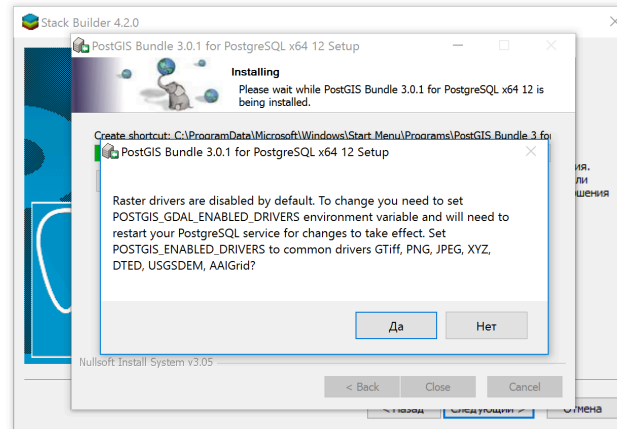 Stack Builder 4.2.0
PostGIS Bundle 3.0.1 for PostgreSQL x64 12 Setup
Installing
Please wait while PostGIS Bundle 3.0.1 for PostgreSQL x64 12 is
being installed.
Create shortcut: C:\ProgramData\Microsoft\Windows\Start Menu\Programs\PostGIS Bundle 3 for
PostGIS Bundle 3.0.1 for PostgreSQL x64 12 Setup
Raster drivers are disabled by default. To change you need to set
POSTGIS_GDAL_ENABLED_DRIVERS environment variable and will need to
restart your PostgreSQL service for changes to take effect. Set
POSTGIS_ENABLED_DRIVERS to common drivers GTiff, PNG, JPEG, XYZ,
DTED, USGSDEM, AAIGrid?
Да
Нет
Nullsoft Install System v3.05
< Back
Close
Cancel
< Назад
Следующий >
Отмена